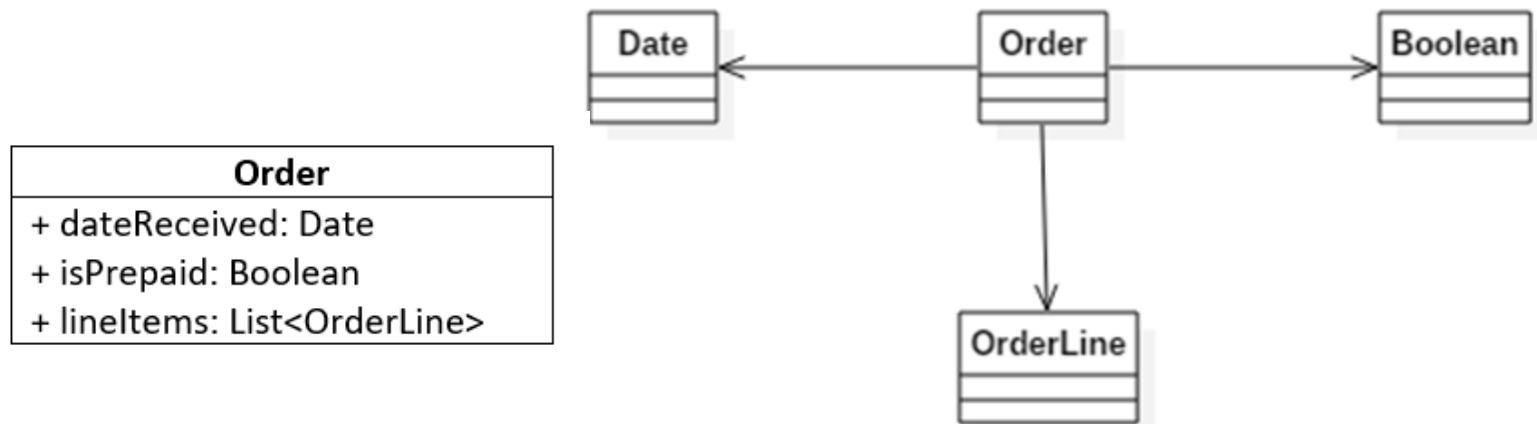 Order
+ dateReceived: Date
+ isPrepaid: Boolean
+ lineItems: List<OrderLine>
Date
Order
Boolean
OrderLine